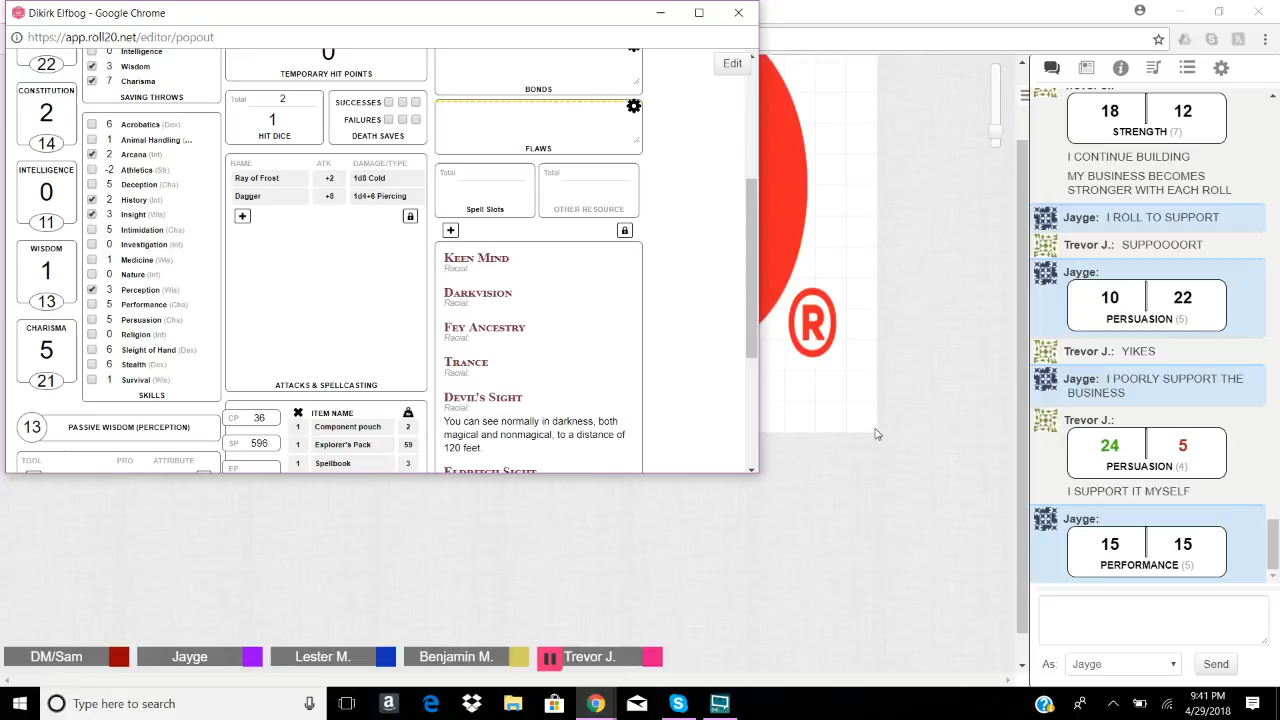 Dikirk Elfbog - Google Chrome
https://app.roll20.net/editor/popout
Edit
22
CONSTITUTION
2
14
INTELLIGENCE
0
11
WISDOM
1
13
CHARISMA
5
21
0 Intelligence
3 Wisdom
7 Charisma
SAVING THROWS
6 Acrobatics (Dex)
1 Animal Handling (...
2 Arcana (Int)
-2 Athletics (Str)
5 Deception (Cha)
2 History (Int)
3 Insight (Wis)
5 Intimidation (Cha)
0 Investigation (Int)
1 Medicine (Wis)
0 Nature (Int)
3 Perception (Wis)
5 Performance (Cha)
5 Persuasion (Cha)
0 Religion (Int)
6 Sleight of Hand (Dex)
6 Stealth (Dex)
1 Survival (Wis)
SKILLS
13 PASSIVE WISDOM (PERCEPTION)
TOOL PRO ATTRIBUTE
0
TEMPORARY HIT POINTS
Total 2
1
HIT DICE
SUCCESSES
FAILURES
DEATH SAVES
NAME ATK DAMAGE/TYPE
Ray of Frost +2 1d8 Cold
Dagger +8 1d4+6 Piercing
+
ATTACKS & SPELLCASTING
CP 36
SP 596
EP
ITEM NAME
1 Component pouch 2
1 Explorer's Pack 59
1 Spellbook 3
BONDS
FLAWS
Total
Spell Slots
Total
OTHER RESOURCE
+
KEEN MIND
Racial:
DARKVISION
Racial:
FEY ANCESTRY
Racial:
TRANCE
Racial:
DEVIL'S SIGHT
Racial:
You can see normally in darkness, both
magical and nonmagical, to a distance of
120 feet.
ELDRITCH SIGHT
®
18 12
STRENGTH (7)
I CONTINUE BUILDING
MY BUSINESS BECOMES
STRONGER WITH EACH ROLL
Jayge: I ROLL TO SUPPORT
Trevor J.: SUPPOOOORT
Jayge:
10 22
PERSUASION (5)
Trevor J.: YIKES
Jayge: I POORLY SUPPORT THE
BUSINESS
Trevor J.:
24 5
PERSUASION (4)
I SUPPORT IT MYSELF
Jayge:
15 15
PERFORMANCE (5)
As: Jayge Send
DM/Sam Jayge Lester M. Benjamin M. Trevor J.
Type here to search
9:41 PM
4/29/2018